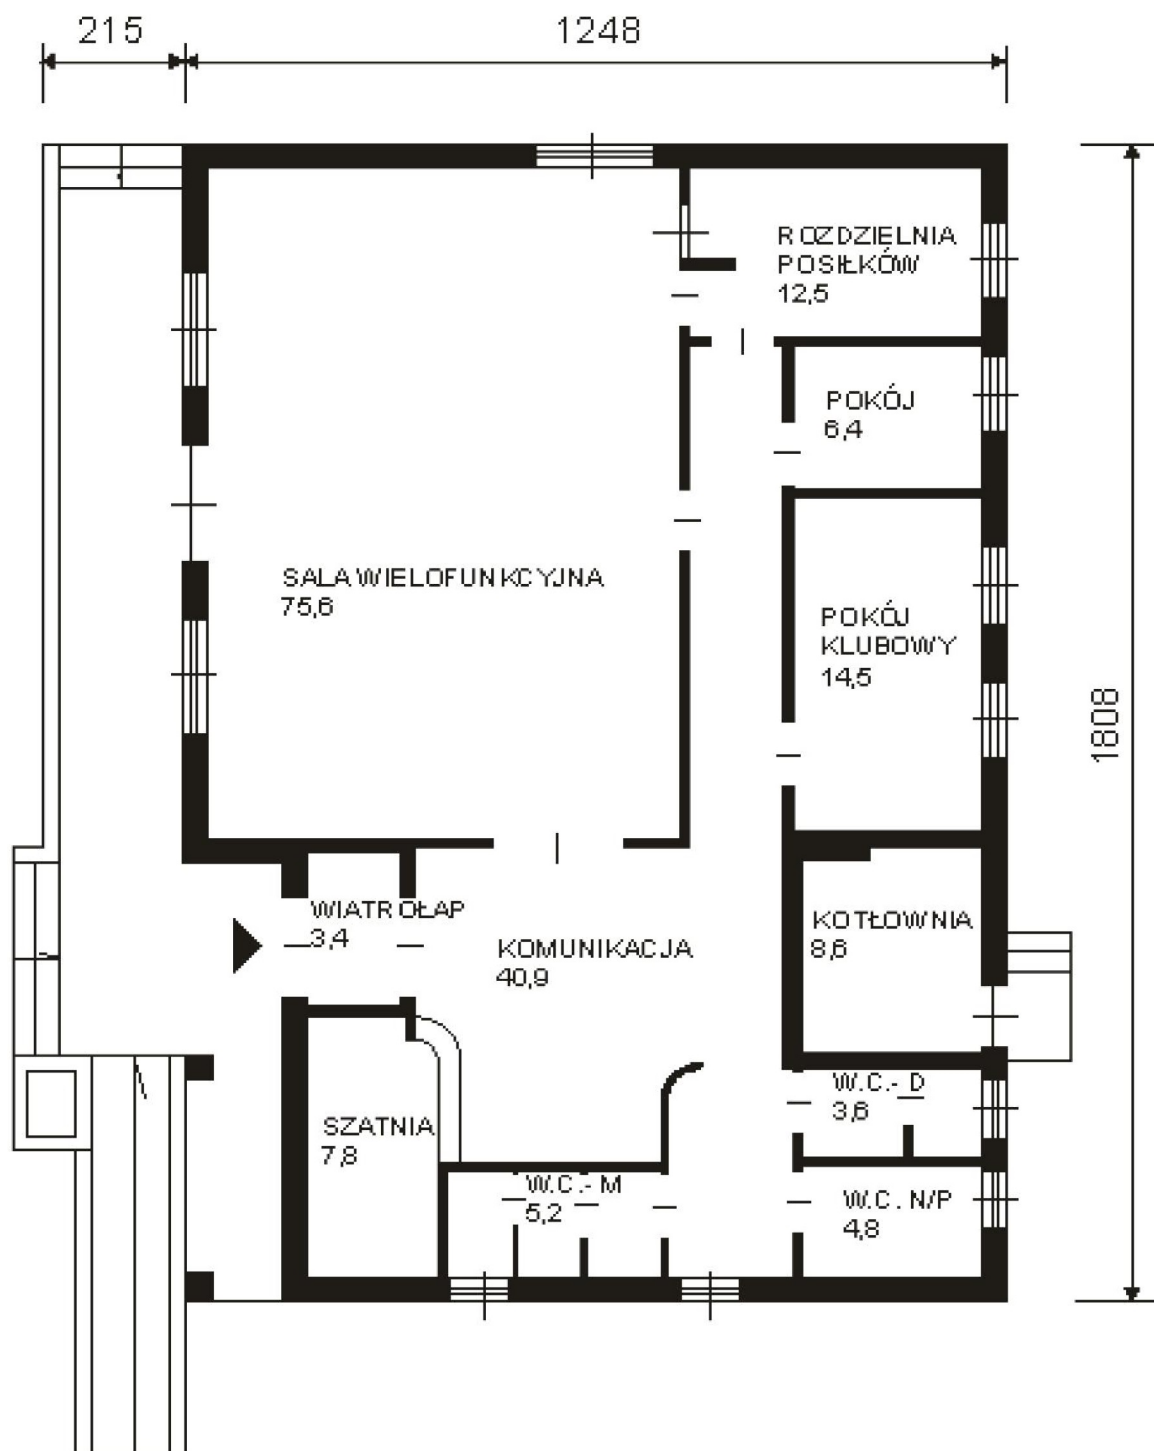 215
1248
ROZDZIELNIA
POSIŁKÓW
12,5
POKÓJ
6,4
SALA WIELOFUNKCYJNA
75,6
POKÓJ
KLUBOWY
14,5
1808
WIATROŁAP
3,4
KOMUNIKACJA
40,9
KOTŁOWNIA
8,6
SZATNIA
7,8
W.C.- D
3,6
W.C.- M
5,2
W.C. N/P
4,8